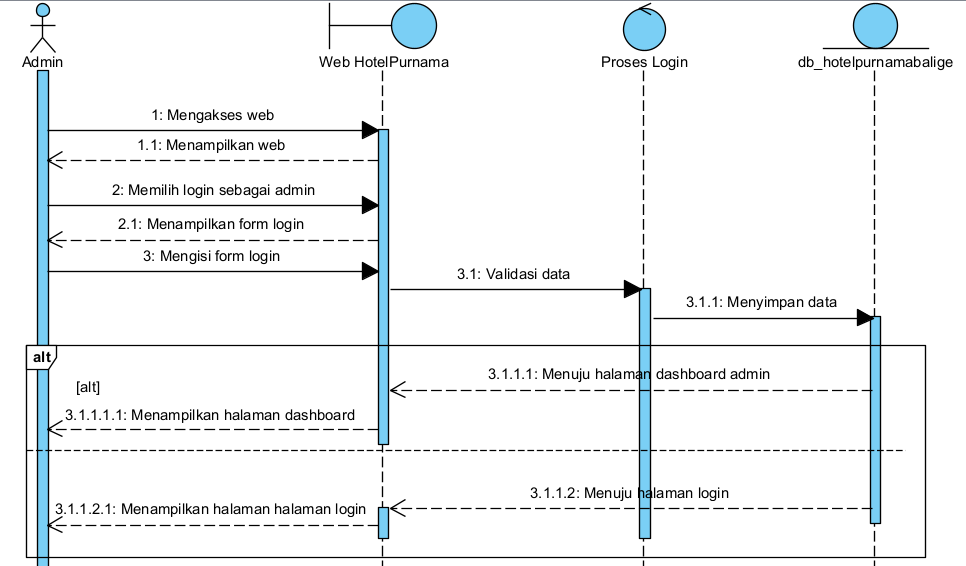 Admin
Web HotelPurnama
Proses Login
db_hotelpurnamabalige
1: Mengakses web
1.1: Menampilkan web
2: Memilih login sebagai admin
2.1: Menampilkan form login
3: Mengisi form login
3.1: Validasi data
3.1.1: Menyimpan data
alt
3.1.1.1: Menuju halaman dashboard admin
[alt]
3.1.1.1.1: Menampilkan halaman dashboard
3.1.1.2: Menuju halaman login
3.1.1.2.1: Menampilkan halaman halaman login